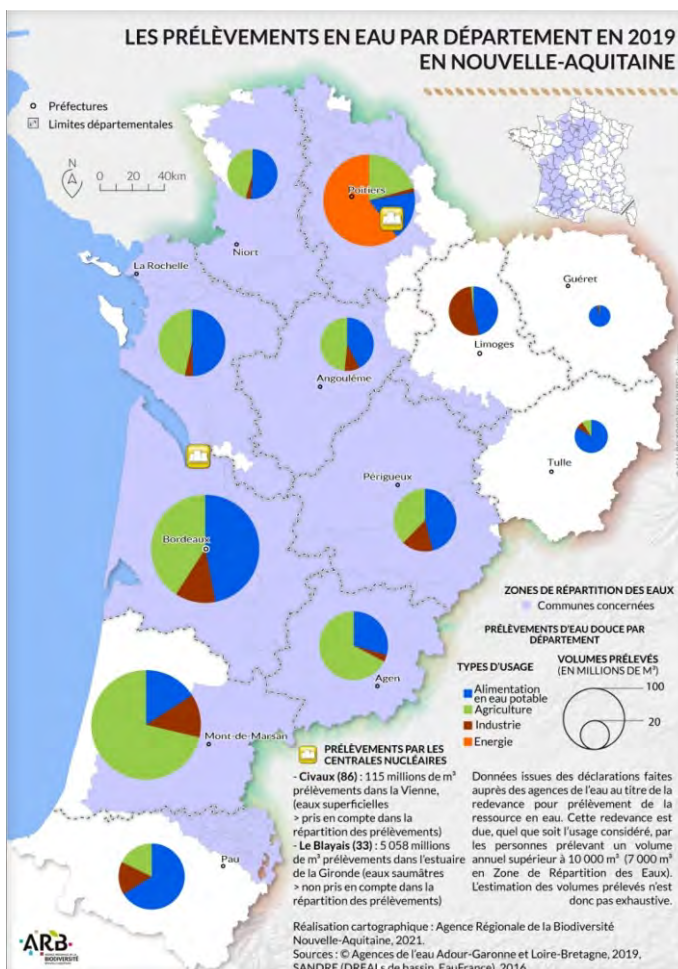 LES PRÉLÈVEMENTS EN EAU PAR DÉPARTEMENT EN 2019
EN NOUVELLE-AQUITAINE
Préfectures
Limites départementales
N
0 20 40km
Poitiers
Niort
La Rochelle
Guéret
Limoges
Angoulême
Tulle
Périgueux
Bordeaux
Agen
Mont-de-Marsan
Pau
ZONES DE RÉPARTITION DES EAUX
Communes concernées
PRÉLÈVEMENTS D'EAU DOUCE PAR
DÉPARTEMENT
TYPES D'USAGE
Alimentation
en eau potable
Agriculture
Industrie
Energie
VOLUMES PRÉLEVÉS
(EN MILLIONS DE M³)
100
20
PRÉLÈVEMENTS PAR LES
CENTRALES NUCLÉAIRES
- Civaux (86) : 115 millions de m³
prélèvements dans la Vienne,
(eaux superficielles
> pris en compte dans la
répartition des prélèvements)
- Le Blayais (33) : 5 058 millions
de m³ prélèvements dans l'estuaire
de la Gironde (eaux saumâtres
> non pris en compte dans la
répartition des prélèvements)
Données issues des déclarations faites
auprès des agences de l'eau au titre de la
redevance pour prélèvement de la
ressource en eau. Cette redevance est
due, quel que soit l'usage considéré, par
les personnes prélevant un volume
annuel supérieur à 10 000 m³ (7 000 m³
en Zone de Répartition des Eaux).
L'estimation des volumes prélevés n'est
donc pas exhaustive.
Réalisation cartographique : Agence Régionale de la Biodiversité
Nouvelle-Aquitaine, 2021.
Sources : © Agences de l'eau Adour-Garonne et Loire-Bretagne, 2019,
SANDRE (DREALs de bassin, EauFrance), 2016
ARB
BIODIVERSITÉ